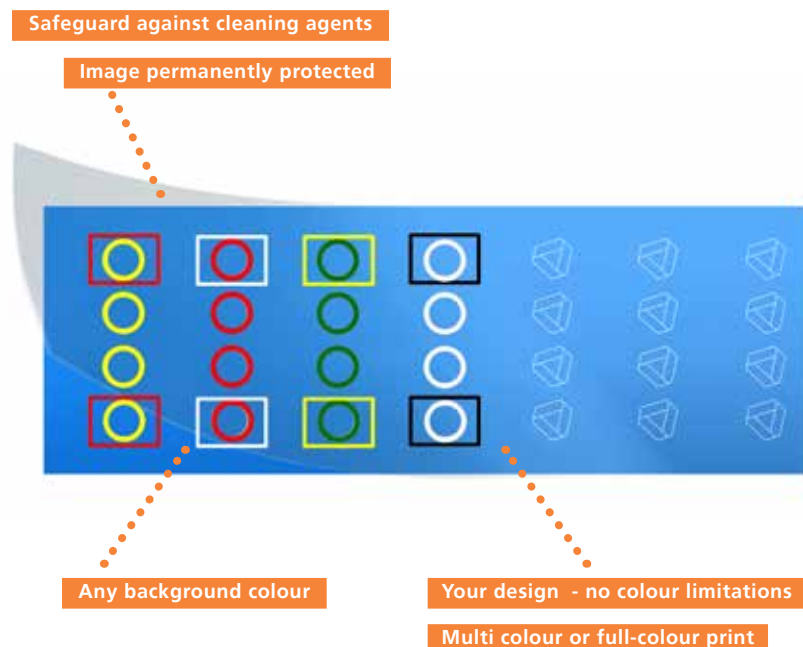 Safeguard against cleaning agents
Image permanently protected
Any background colour
Your design - no colour limitations
Multi colour or full-colour print